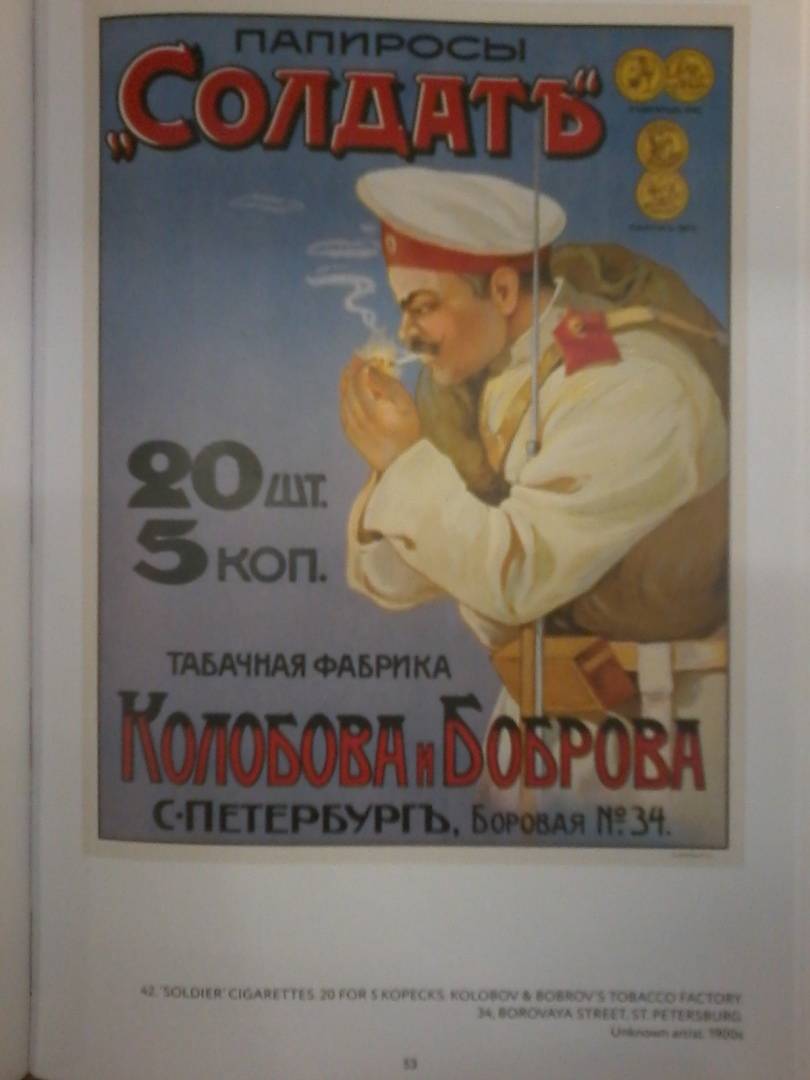 ПАПИРОСЫ
„СОЛДАТЪ“
20 ШТ.
5 КОП.
ТАБАЧНАЯ ФАБРИКА
КОЛОБОВА и БОБРОВА
С·ПЕТЕРБУРГЪ, БОРОВАЯ №34.
42. 'SOLDIER' CIGARETTES. 20 FOR 5 KOPECKS. KOLOBOV & BOBROV'S TOBACCO FACTORY.
34, BOROVAYA STREET, ST. PETERSBURG.
Unknown artist. 1900s
53